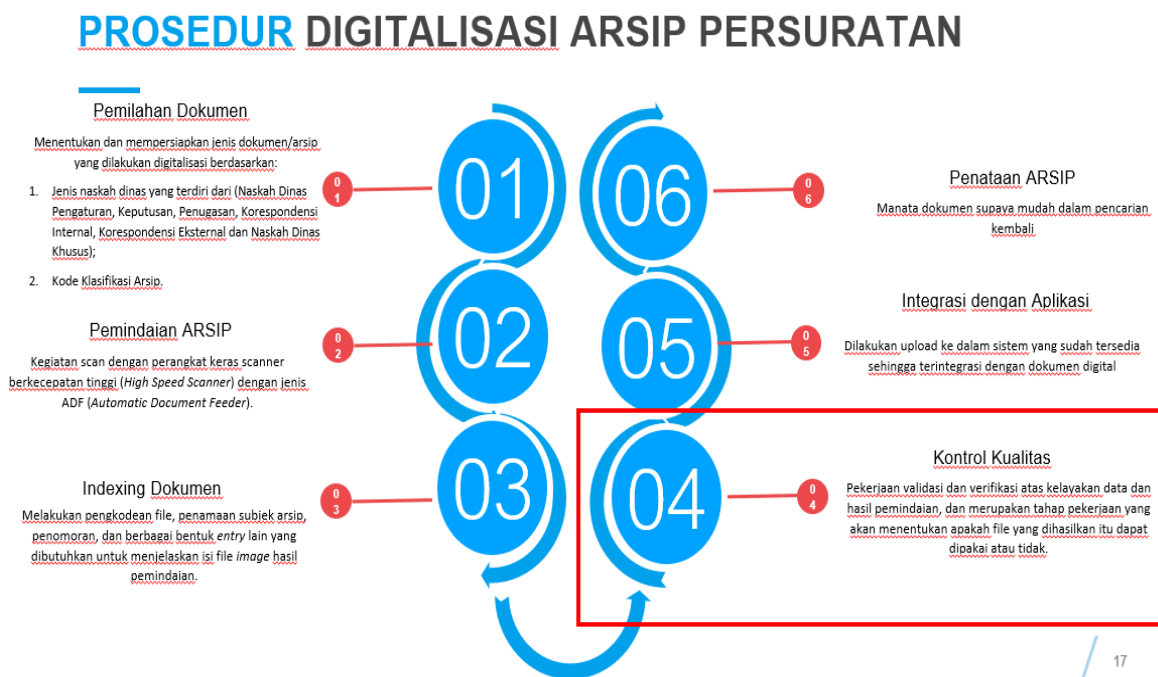 PROSEDUR DIGITALISASI ARSIP PERSURATAN
Pemilahan Dokumen
Menentukan dan mempersiapkan jenis dokumen/arsip
yang dilakukan digitalisasi berdasarkan:
1. Jenis naskah dinas yang terdiri dari (Naskah Dinas
Pengaturan, Keputusan, Penugasan, Korespondensi
Internal, Korespondensi Eksternal dan Naskah Dinas
Khusus);
2. Kode Klasifikasi Arsip.
01
01
Pemindaian ARSIP
Kegiatan scan dengan perangkat keras scanner
berkecepatan tinggi (High Speed Scanner) dengan jenis
ADF (Automatic Document Feeder).
02
02
Indexing Dokumen
Melakukan pengkodean file, penamaan subjek arsip,
penomoran, dan berbagai bentuk entry lain yang
dibutuhkan untuk menjelaskan isi file image hasil
pemindaian.
03
03
04
04
Kontrol Kualitas
Pekerjaan validasi dan verifikasi atas kelayakan data dan
hasil pemindaian, dan merupakan tahap pekerjaan yang
akan menentukan apakah file yang dihasilkan itu dapat
dipakai atau tidak.
05
05
Integrasi dengan Aplikasi
Dilakukan upload ke dalam sistem yang sudah tersedia
sehingga terintegrasi dengan dokumen digital
06
06
Penataan ARSIP
Manata dokumen supava mudah dalam pencarian
kembali
17